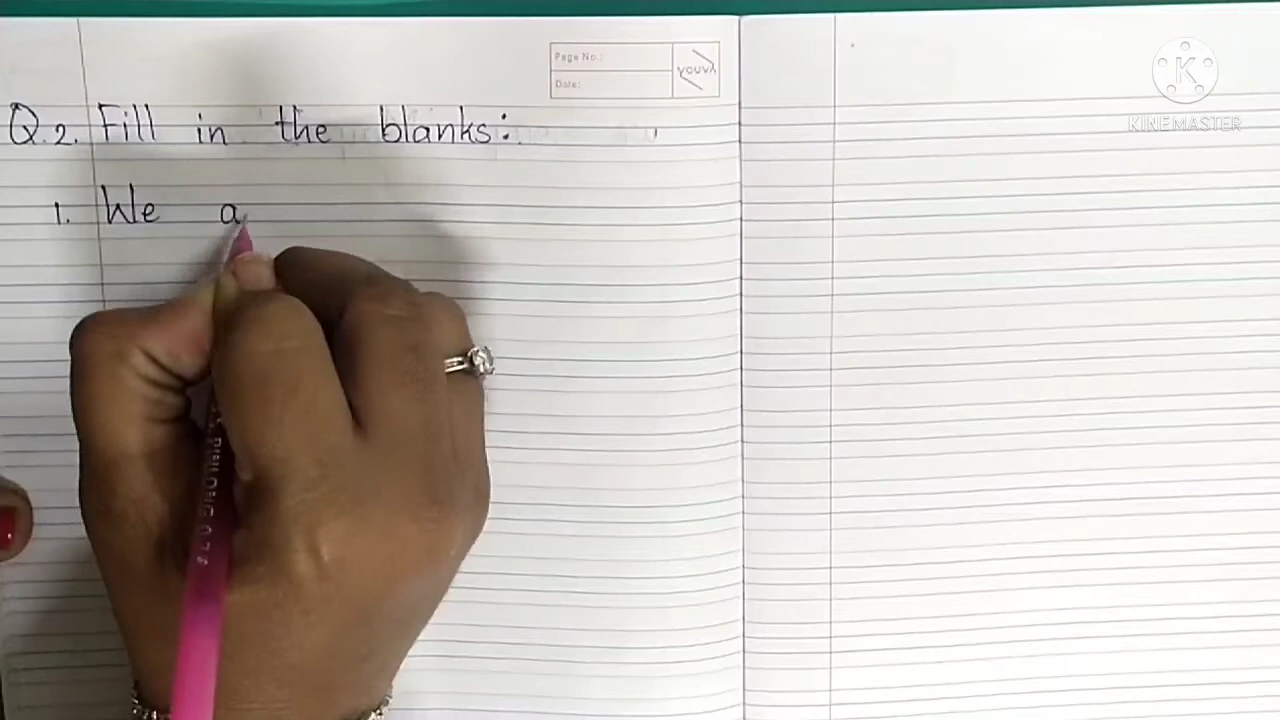 Page No.:
Date:
youva
Q.2. Fill in the blanks:
1. We a
KINEMASTER